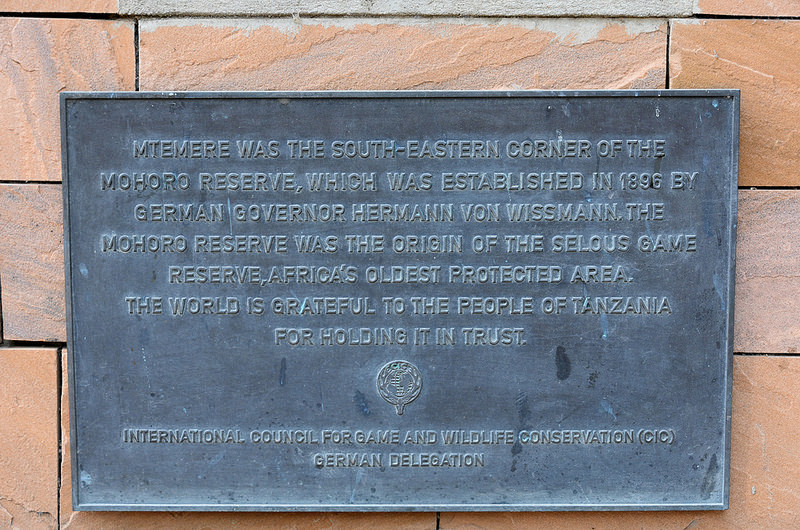 MTEMERE WAS THE SOUTH-EASTERN CORNER OF THE
MOHORO RESERVE, WHICH WAS ESTABLISHED IN 1896 BY
GERMAN GOVERNOR HERMANN VON WISSMANN. THE
MOHORO RESERVE WAS THE ORIGIN OF THE SELOUS GAME
RESERVE, AFRICA'S OLDEST PROTECTED AREA.
THE WORLD IS GRATEFUL TO THE PEOPLE OF TANZANIA
FOR HOLDING IT IN TRUST.
CIC
INTERNATIONAL COUNCIL FOR GAME AND WILDLIFE CONSERVATION (CIC)
GERMAN DELEGATION